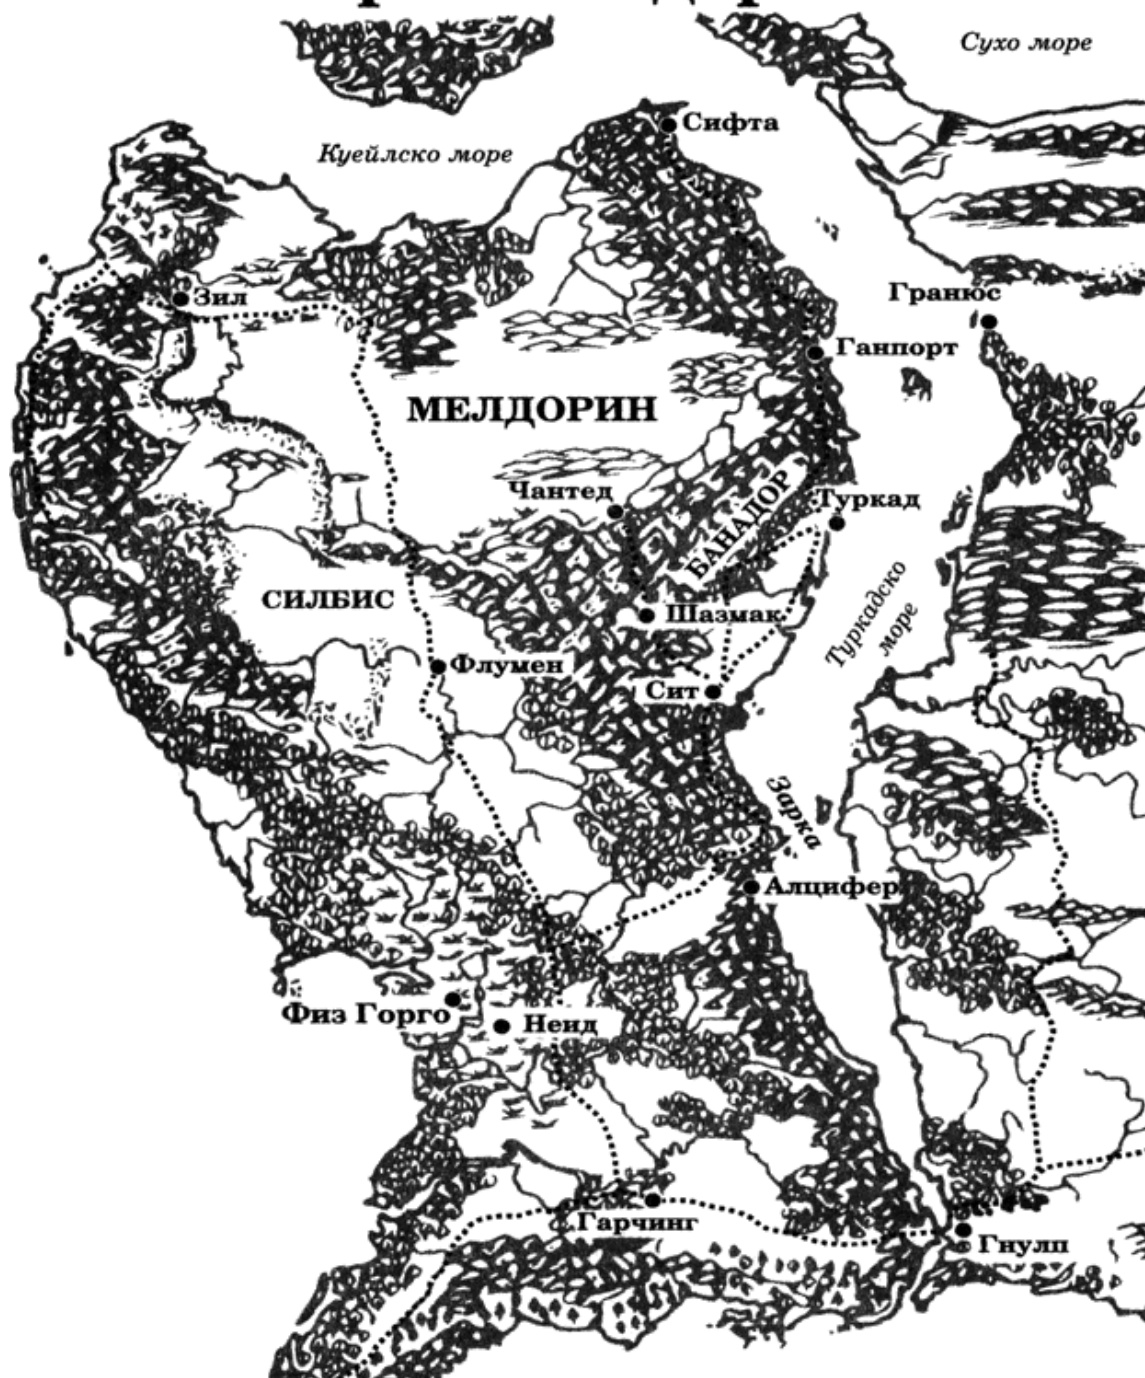 Сухо море
Сифта
Куейлско море
Зил
Гранюс
Ганпорт
МЕЛДОРИН
Чантед
БАНАДОР
Туркад
СИЛБИС
Шазмак
Туркадско
море
Флумен
Сит
Зарка
Алцифер
Физ Горго
Неид
Гарчинг
Гнулп